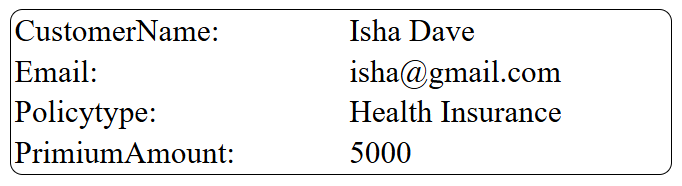 CustomerName: Isha Dave
Email: isha@gmail.com
Policytype: Health Insurance
PrimiumAmount: 5000